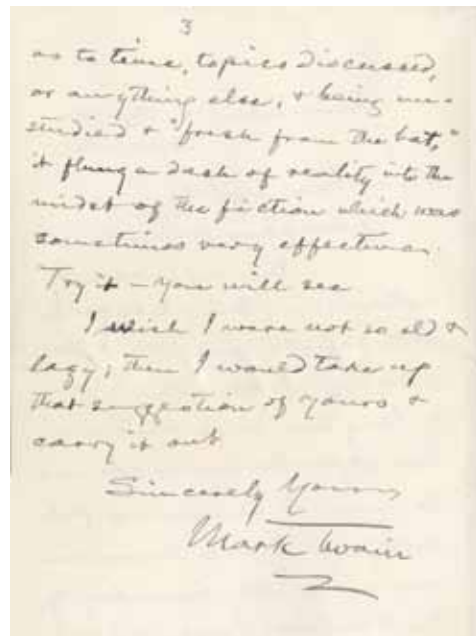 3
as to time, topics discussed,
or anything else, & being un-
studied & "fresh from the bat,"
it flung a dash of reality into the
midst of the fiction which was
sometimes very effective.
Try it – you will see.
I wish I were not so old &
lazy; then I would take up
that suggestion of yours &
carry it out.
Sincerely Yours
Mark Twain